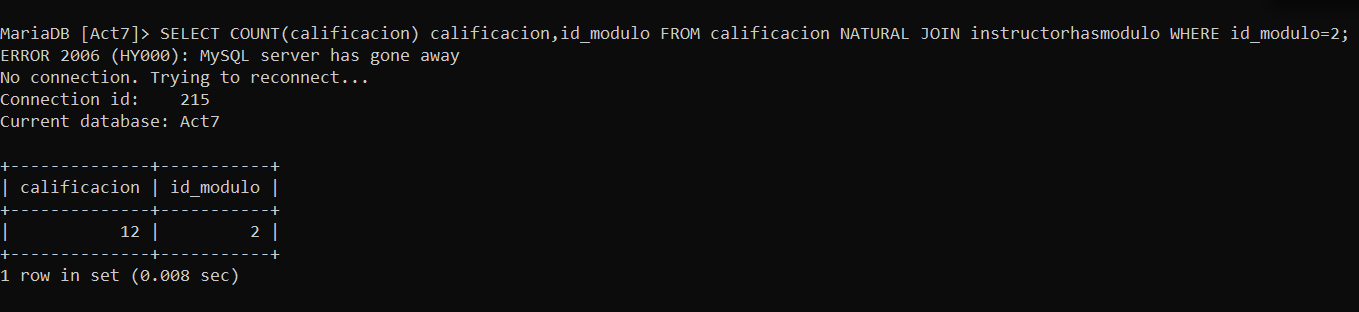 MariaDB [Act7]> SELECT COUNT(calificacion) calificacion,id_modulo FROM calificacion NATURAL JOIN instructorhasmodulo WHERE id_modulo=2;
ERROR 2006 (HY000): MySQL server has gone away
No connection. Trying to reconnect...
Connection id:    215
Current database: Act7

+--------------+-----------+
| calificacion | id_modulo |
+--------------+-----------+
|           12 |         2 |
+--------------+-----------+
1 row in set (0.008 sec)